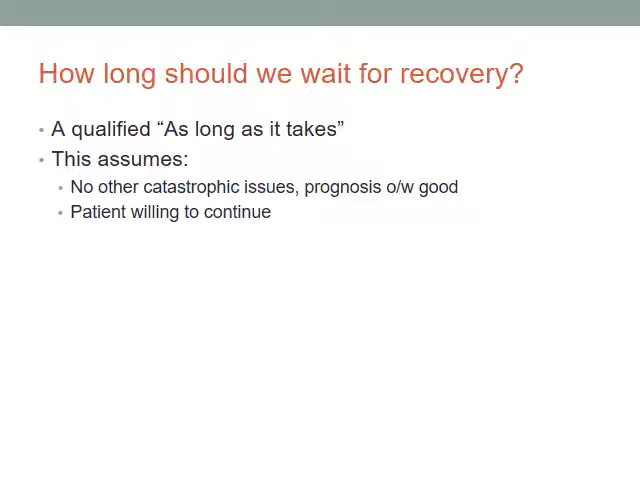 How long should we wait for recovery?
• A qualified “As long as it takes”
• This assumes:
• No other catastrophic issues, prognosis o/w good
• Patient willing to continue